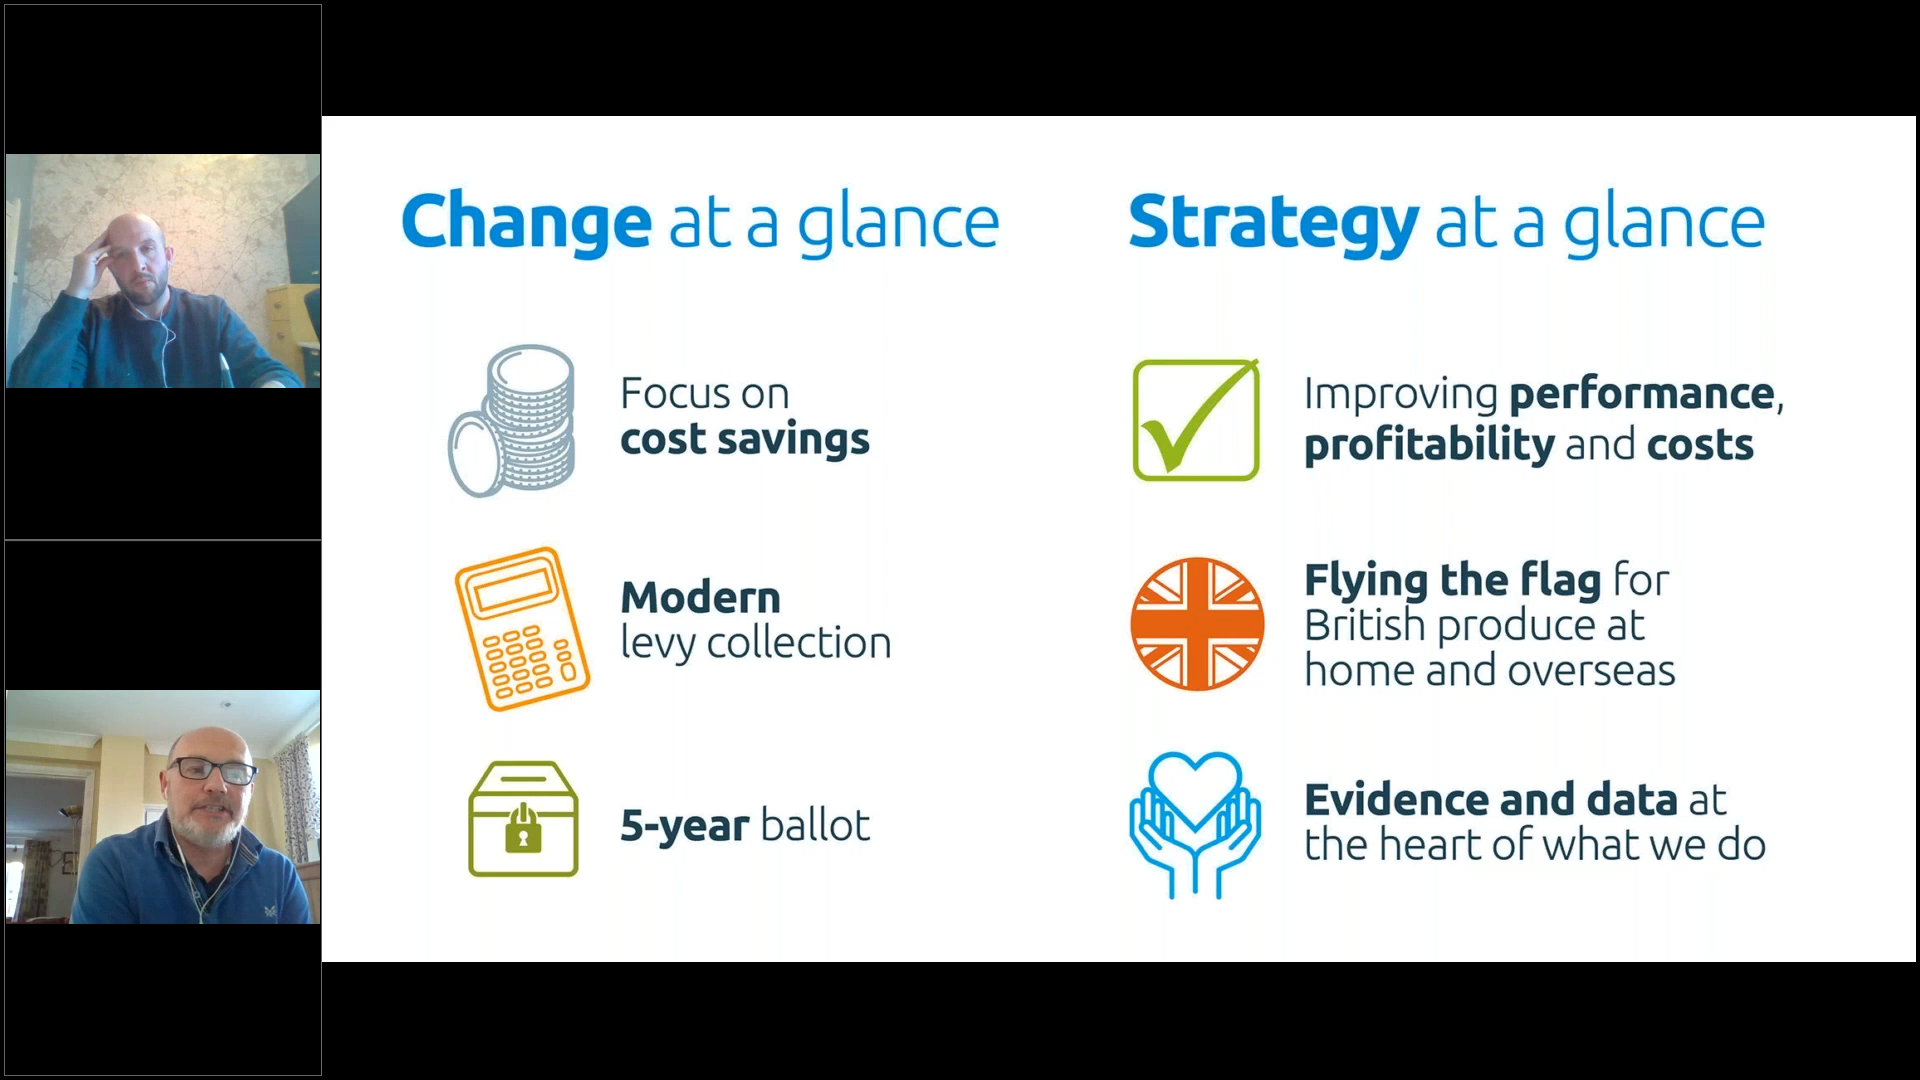 Change at a glance
Focus on
cost savings
Modern
levy collection
5-year ballot
Strategy at a glance
Improving performance,
profitability and costs
Flying the flag for
British produce at
home and overseas
Evidence and data at
the heart of what we do